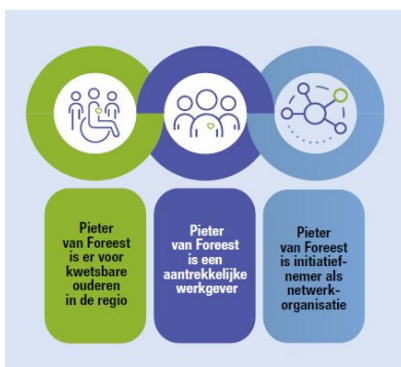 Pieter
van Foreest
is er voor
kwetsbare
ouderen
in de regio
Pieter
van Foreest
is een
aantrekkelijke
werkgever
Pieter
van Foreest
is initiatief-
nemer als
netwerk-
organisatie